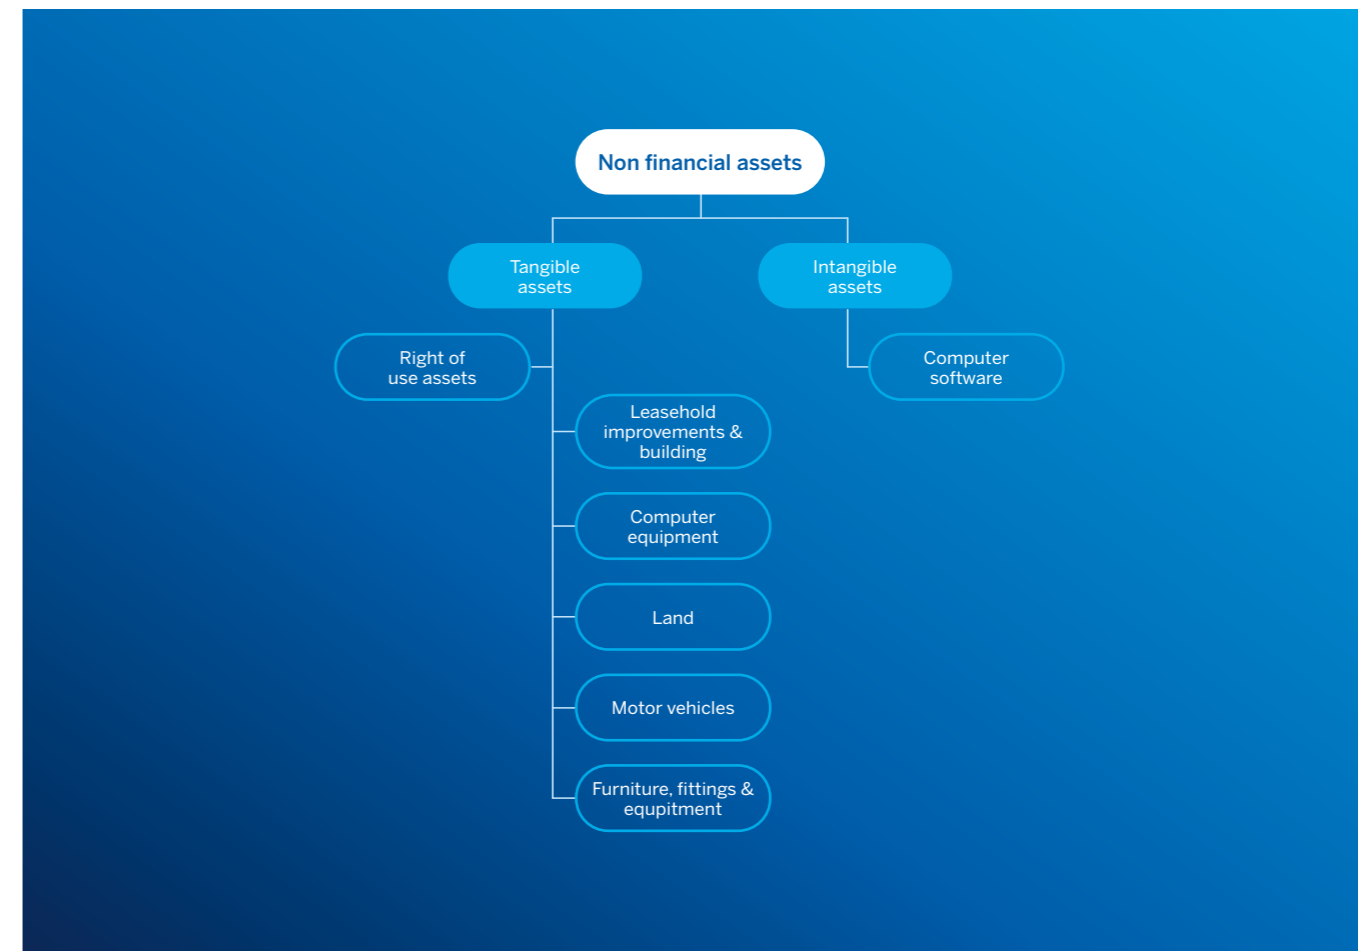 Non financial assets
Tangible
assets
Intangible
assets
Right of
use assets
Computer
software
Leasehold
improvements &
building
Computer
equipment
Land
Motor vehicles
Furniture, fittings &
equpitment